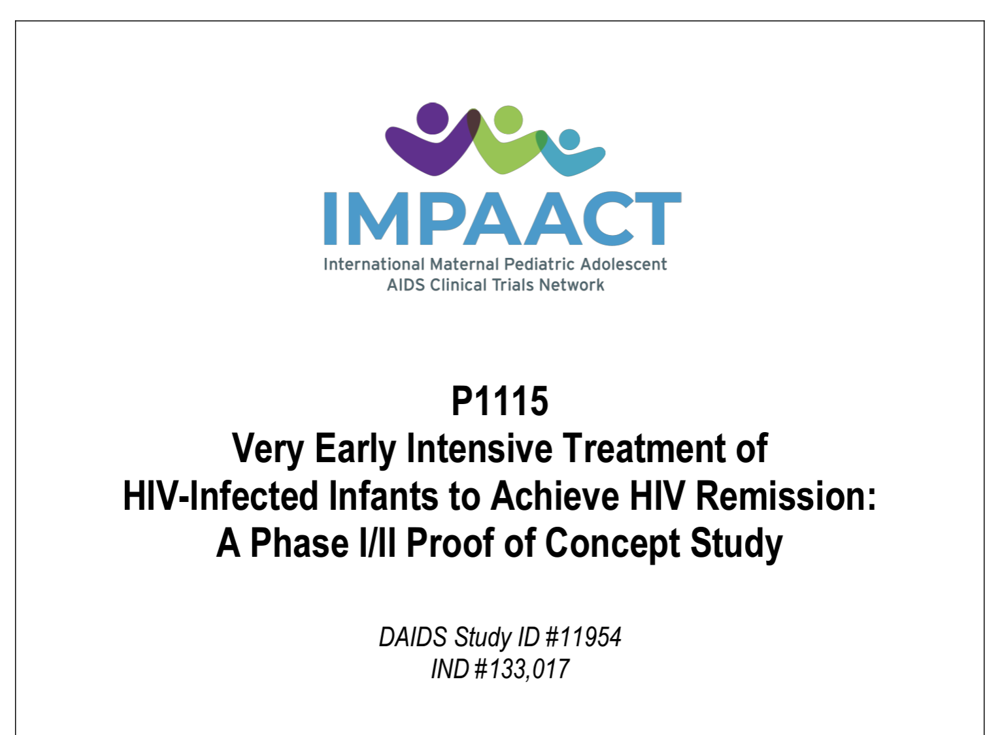 IMPAACT
International Maternal Pediatric Adolescent
AIDS Clinical Trials Network
P1115
Very Early Intensive Treatment of
HIV-Infected Infants to Achieve HIV Remission:
A Phase I/II Proof of Concept Study
DAIDS Study ID #11954
IND #133,017